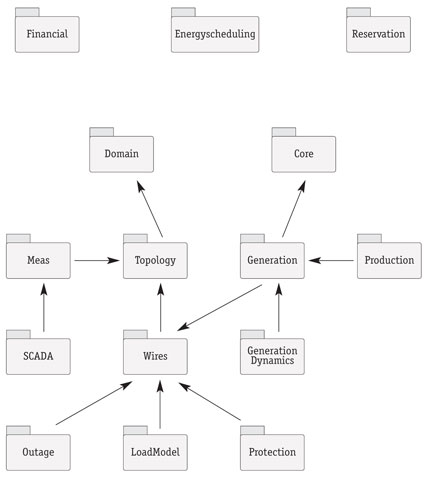 Financial
Energyscheduling
Reservation
Domain
Core
Meas
Topology
Generation
Production
SCADA
Wires
Generation
Dynamics
Outage
LoadModel
Protection